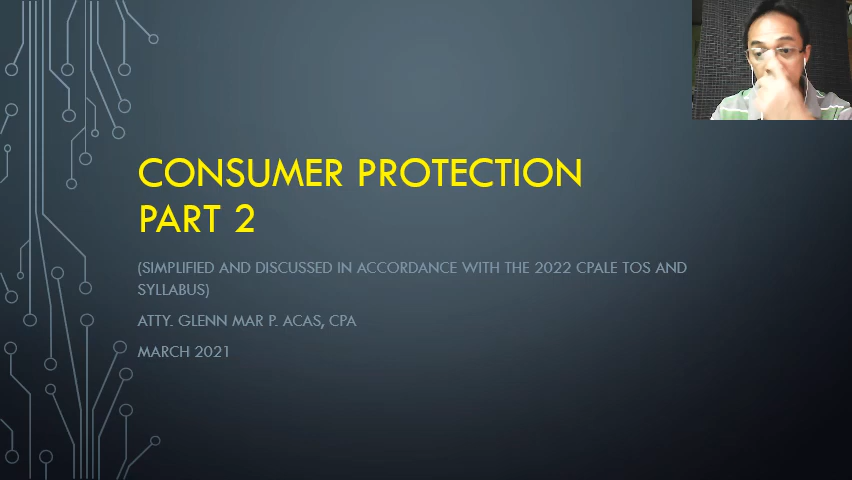 CONSUMER PROTECTION
PART 2
(SIMPLIFIED AND DISCUSSED IN ACCORDANCE WITH THE 2022 CPALE TOS AND
SYLLABUS)
ATTY. GLENN MAR P. ACAS, CPA
MARCH 2021